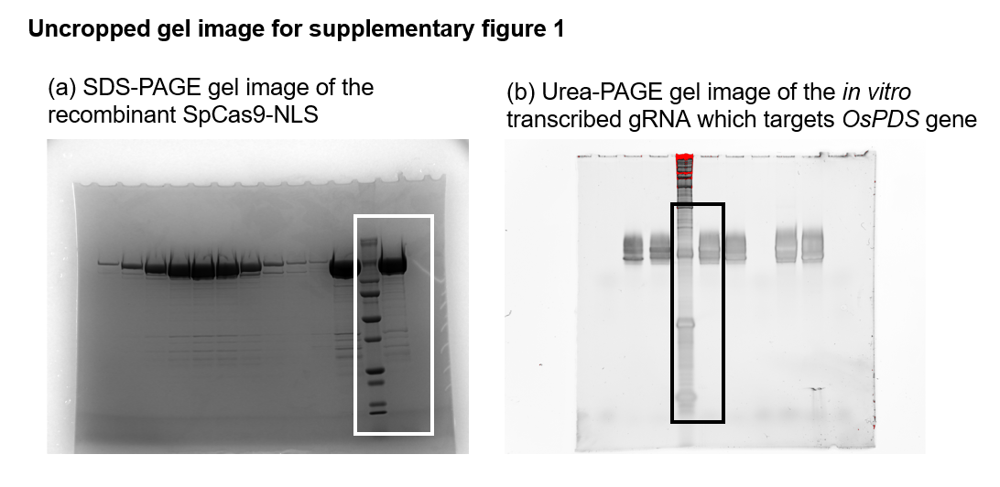 Uncropped gel image for supplementary figure 1
(a) SDS-PAGE gel image of the
recombinant SpCas9-NLS
(b) Urea-PAGE gel image of the in vitro
transcribed gRNA which targets OsPDS gene